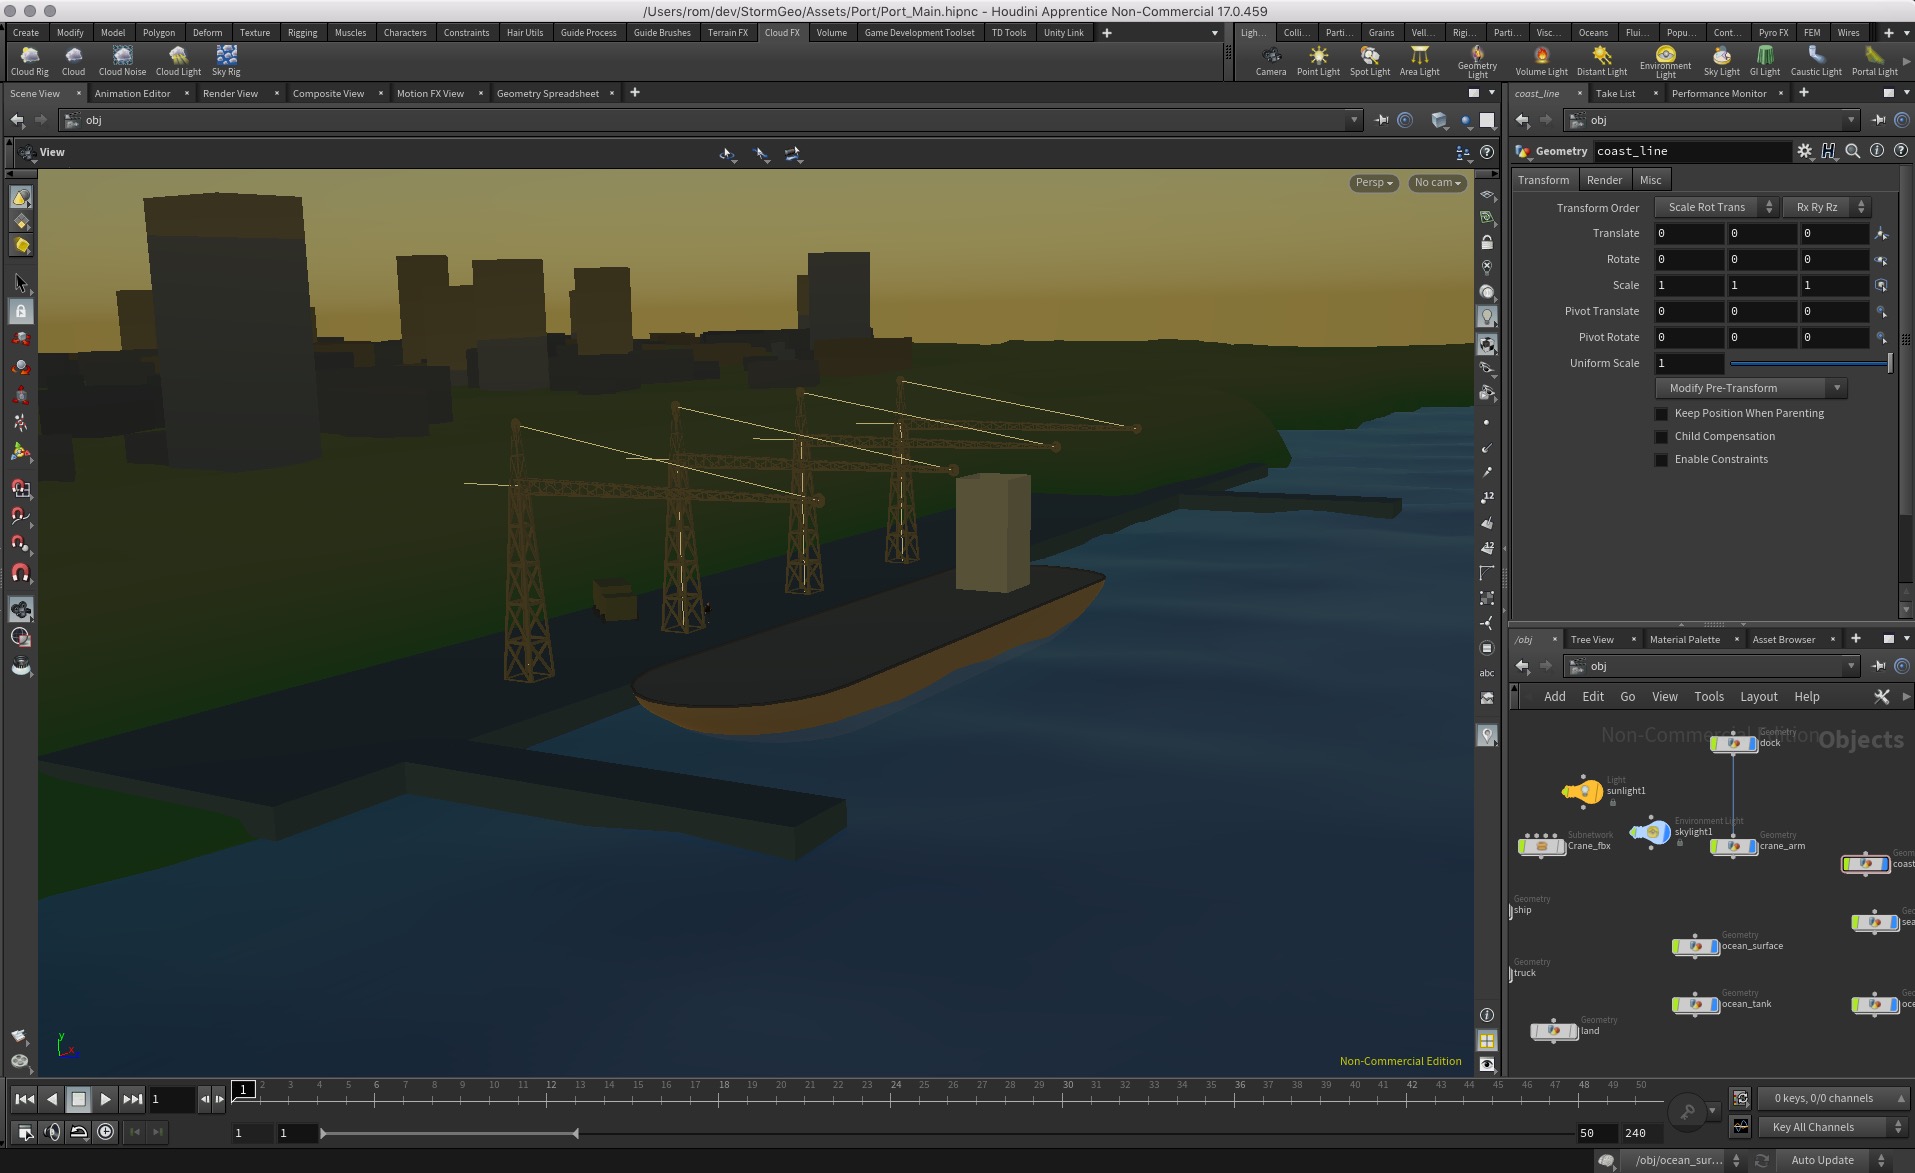 /Users/rom/dev/StormGeo/Assets/Port/Port_Main.hipnc - Houdini Apprentice Non-Commercial 17.0.459
Create Modify Model Polygon Deform Texture Rigging Muscles Characters Constraints Hair Utils Guide Process Guide Brushes Terrain FX Cloud FX Volume Game Development Toolset TD Tools Unity Link
Ligh... Colli... Parti... Grains Vell... Rigi... Parti... Visc... Oceans Flui... Popu... Cont... Pyro FX FEM Wires
Cloud Rig Cloud Cloud Noise Cloud Light Sky Rig
Camera Point Light Spot Light Area Light Geometry Light Volume Light Distant Light Environment Light Sky Light GI Light Caustic Light Portal Light
Scene View Animation Editor Render View Composite View Motion FX View Geometry Spreadsheet
coast_line Take List Performance Monitor
obj
obj
View
Geometry coast_line
Persp No cam
Transform Render Misc
Transform Order Scale Rot Trans Rx Ry Rz
Translate 0 0 0
Rotate 0 0 0
Scale 1 1 1
Pivot Translate 0 0 0
Pivot Rotate 0 0 0
Uniform Scale 1
Modify Pre-Transform
Keep Position When Parenting
Child Compensation
Enable Constraints
12
12
abc
/obj Tree View Material Palette Asset Browser
obj
Add Edit Go View Tools Layout Help
Non-Commercial Edition Objects
Geometry
dock
Light
sunlight1
Environment Light
skylight1
Subnetwork
Crane_fbx
Geometry
crane_arm
Geom
coast
Geometry
ship
Geo
sea
Geometry
ocean_surface
Geometry
truck
Geometry
ocean_tank
Geo
oce
Geometry
land
Non-Commercial Edition
y
x
1
1 2 3 4 5 6 7 8 9 10 11 12 13 14 15 16 17 18 19 20 21 22 23 24 25 26 27 28 29 30 31 32 33 34 35 36 37 38 39 40 41 42 43 44 45 46 47 48 49 50
0 keys, 0/0 channels
1 1 50 240
Key All Channels
/obj/ocean_sur... Auto Update